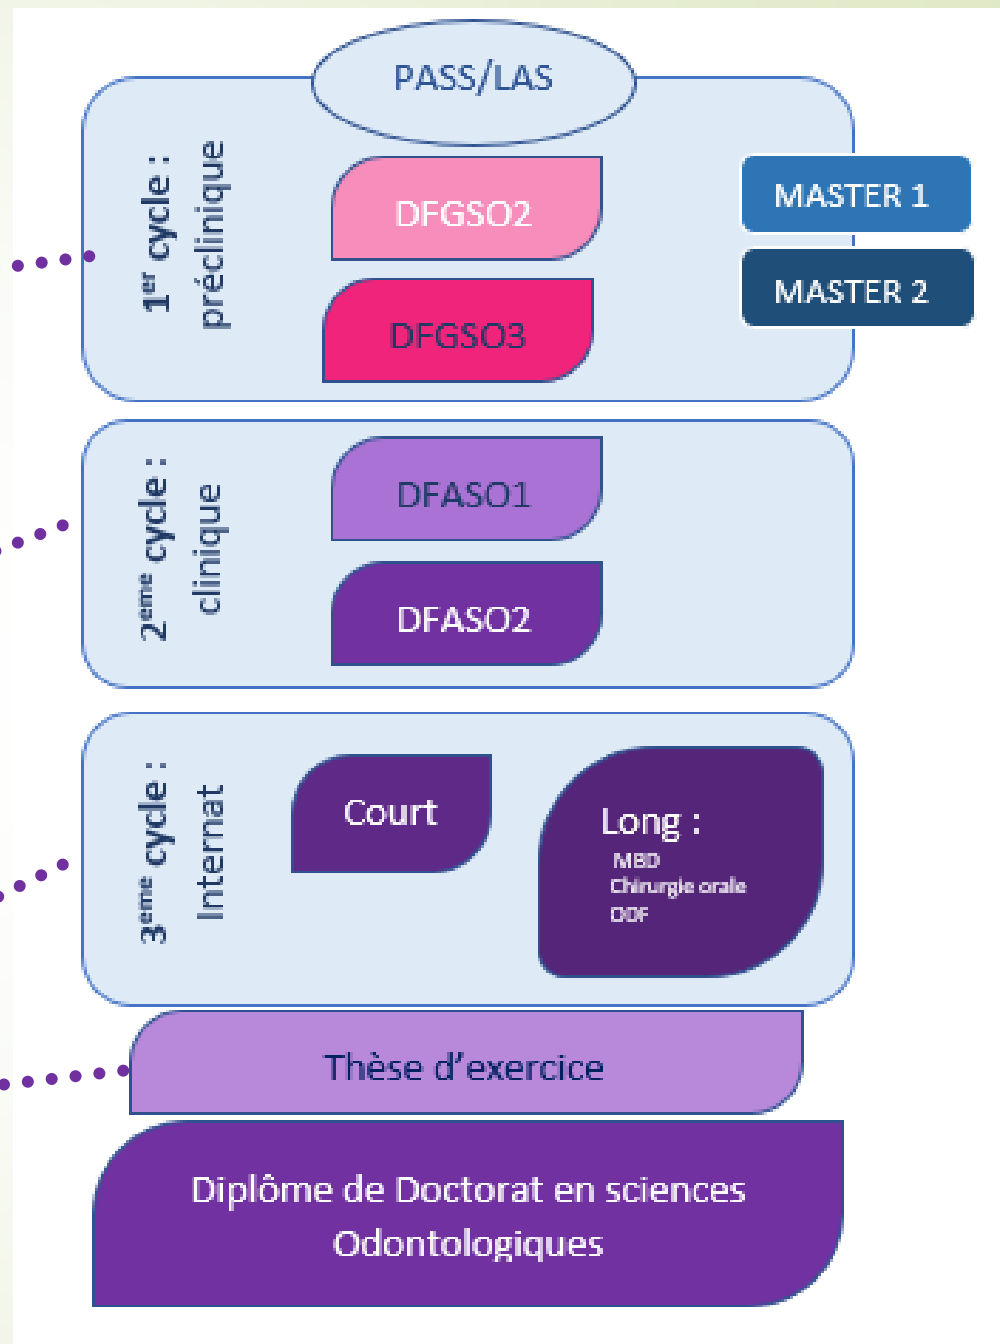 PASS/LAS
1er cycle :
préclinique
DFGSO2
DFGSO3
MASTER 1
MASTER 2
2eme cycle :
clinique
DFASO1
DFASO2
3eme cycle :
Internat
Court
Long :
MBD
Chirurgie orale
ODF
Thèse d'exercice
Diplôme de Doctorat en sciences
Odontologiques